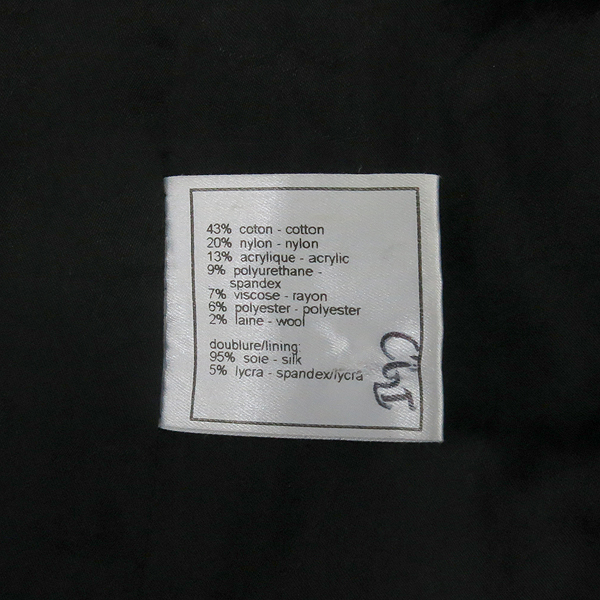 43% coton - cotton
20% nylon - nylon
13% acrylique - acrylic
9% polyurethane -
spandex
7% viscose - rayon
6% polyester - polyester
2% laine - wool
doublure/lining:
95% soie - silk
5% lycra - spandex/lycra